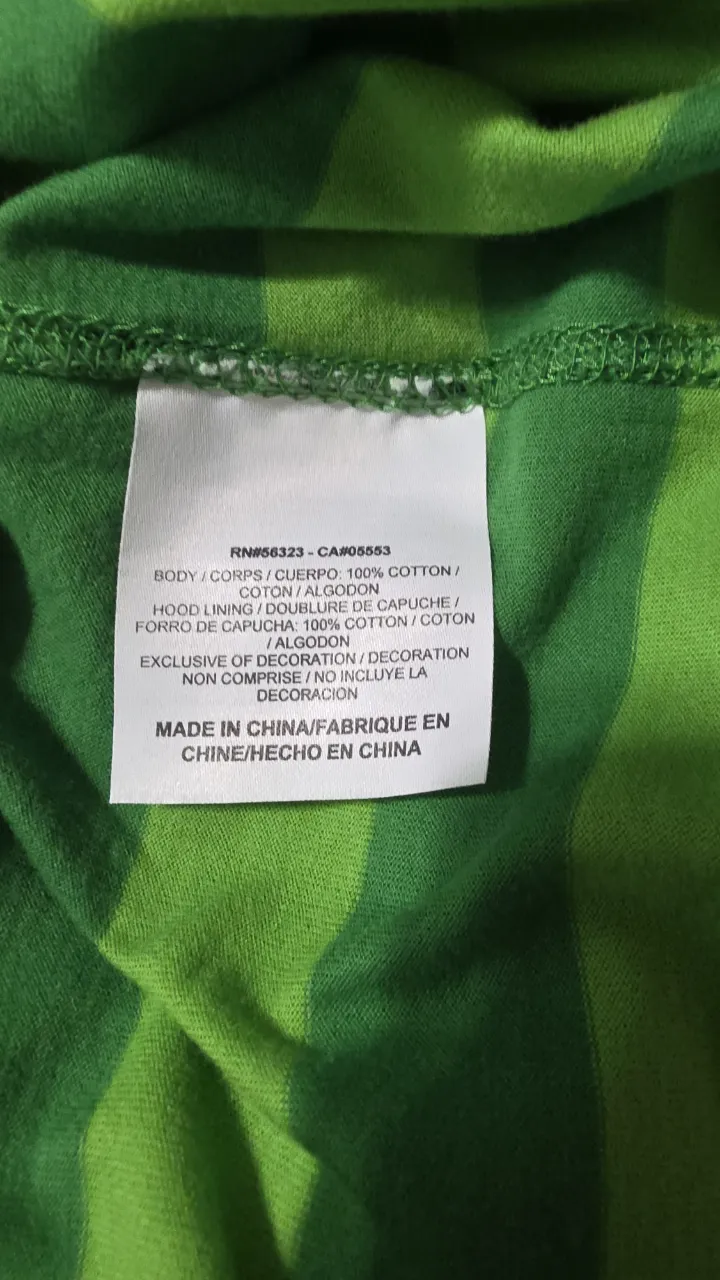 RN#56323 - CA#05553
BODY / CORPS / CUERPO: 100% COTTON /
COTON / ALGODON
HOOD LINING / DOUBLURE DE CAPUCHE /
FORRO DE CAPUCHA: 100% COTTON / COTON
/ ALGODON
EXCLUSIVE OF DECORATION / DECORATION
NON COMPRISE / NO INCLUYE LA
DECORACION
MADE IN CHINA/FABRIQUE EN
CHINE/HECHO EN CHINA